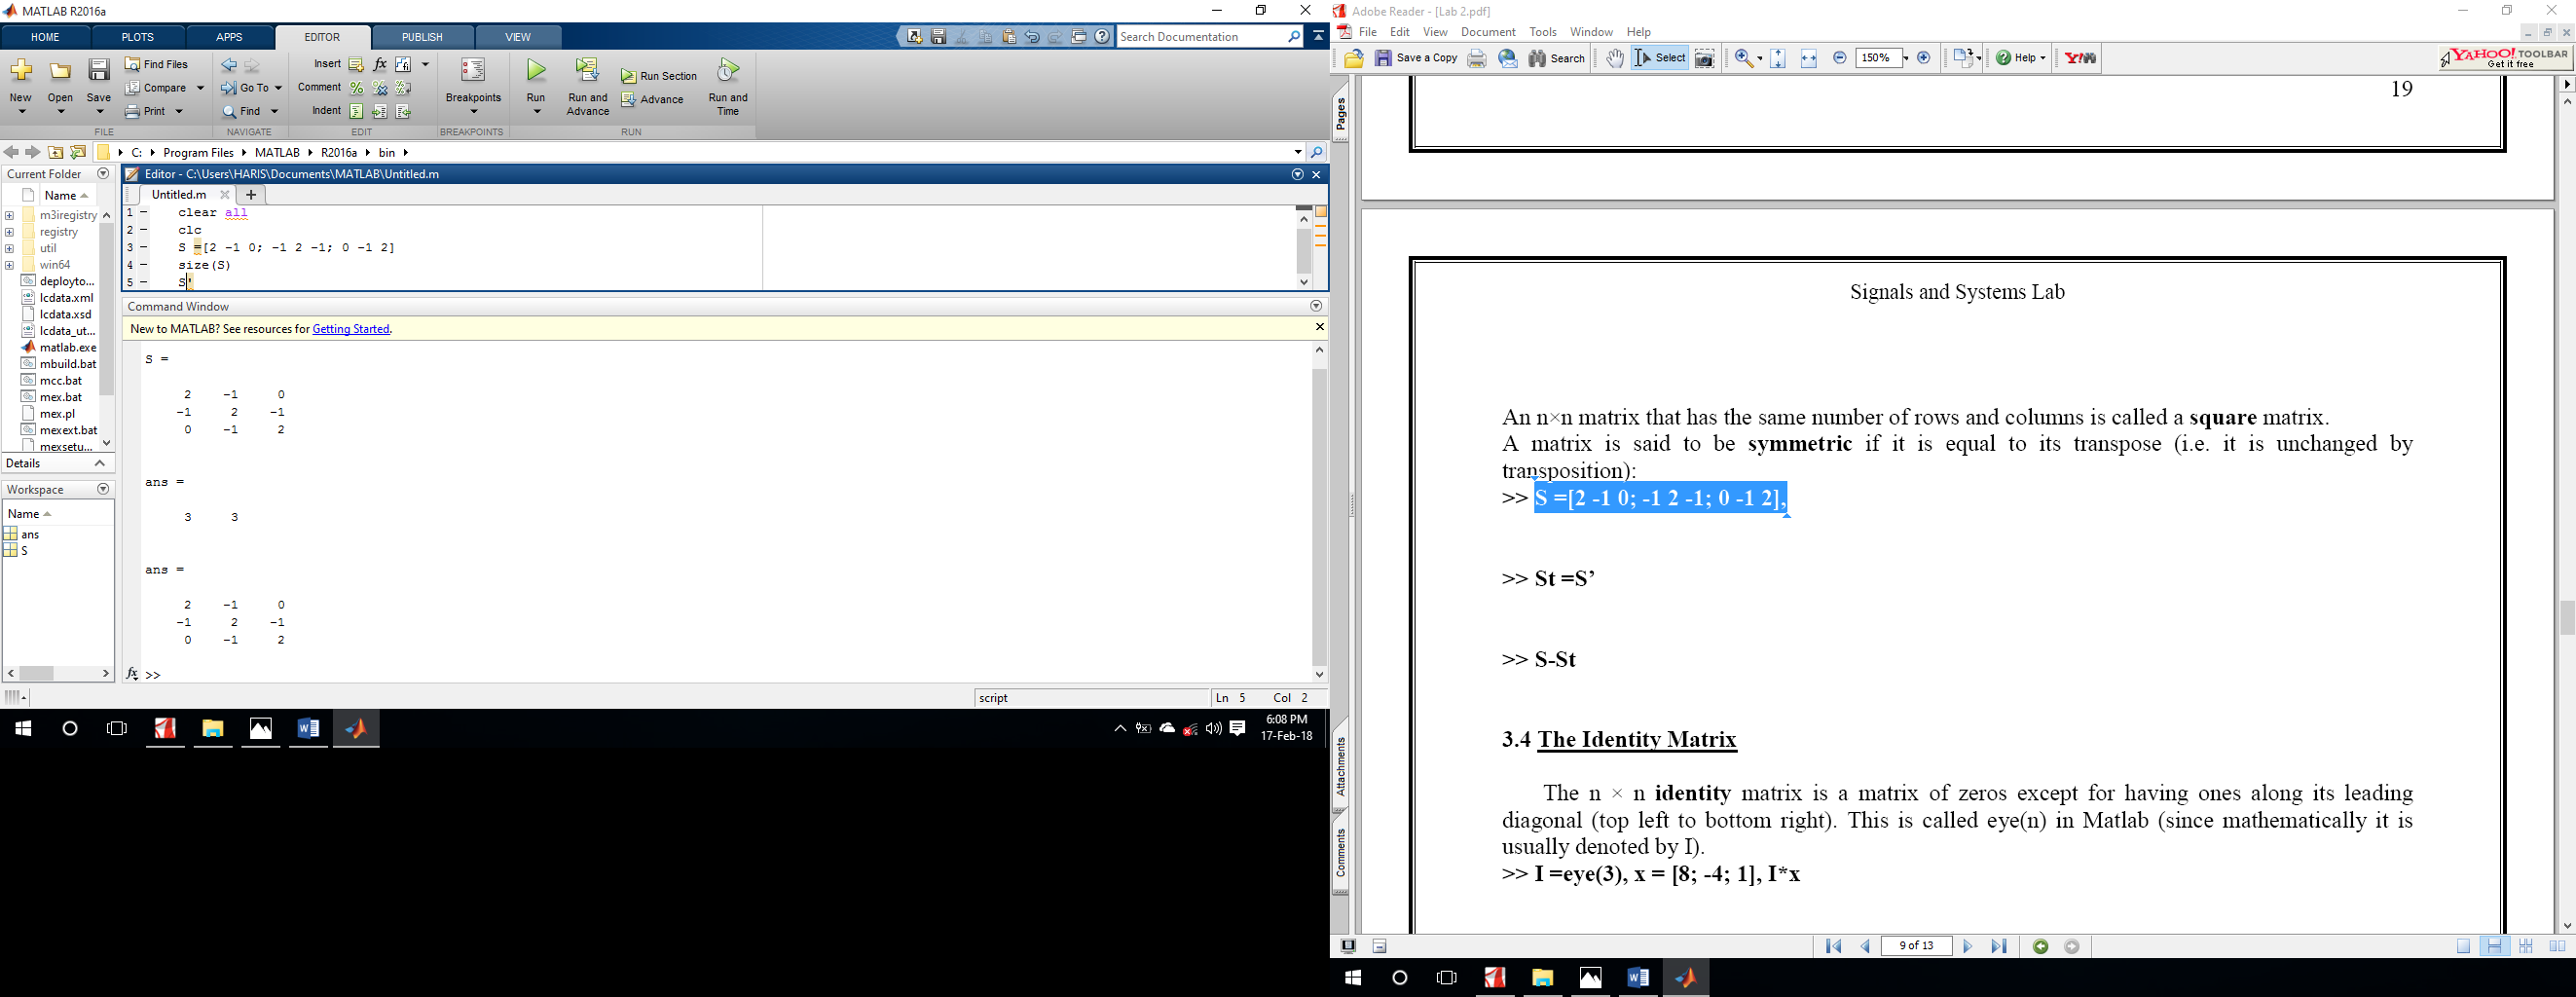 MATLAB R2016a
HOME PLOTS APPS EDITOR PUBLISH VIEW
Search Documentation
New Open Save
Find Files
Compare
Print
FILE
Go To
Find
NAVIGATE
Insert fx
Comment
Indent
EDIT
Breakpoints
BREAKPOINTS
Run
Run and Advance
Run Section
Advance
Run and Time
RUN
C: Program Files MATLAB R2016a bin
Current Folder
Name
m3iregistry
registry
util
win64
deployto...
lcdata.xml
lcdata.xsd
lcdata_ut...
matlab.exe
mbuild.bat
mcc.bat
mex.bat
mex.pl
mexext.bat
mexsetu...
Details
Workspace
Name
ans
S
Editor - C:\Users\HARIS\Documents\MATLAB\Untitled.m
Untitled.m
1 - clear all
2 - clc
3 - S =[2 -1 0; -1 2 -1; 0 -1 2]
4 - size(S)
5 - S'
Command Window
New to MATLAB? See resources for Getting Started.
S =
2 -1 0
-1 2 -1
0 -1 2
ans =
3 3
ans =
2 -1 0
-1 2 -1
0 -1 2
fx >>
script Ln 5 Col 2
6:08 PM
17-Feb-18
Adobe Reader - [Lab 2.pdf]
File Edit View Document Tools Window Help
Save a Copy Search Select 150% Help Y!
YAHOO! TOOLBAR
Get it free
Pages
Attachments
Comments
19
Signals and Systems Lab
An n×n matrix that has the same number of rows and columns is called a square matrix.
A matrix is said to be symmetric if it is equal to its transpose (i.e. it is unchanged by
transposition):
>> S =[2 -1 0; -1 2 -1; 0 -1 2],
>> St =S’
>> S-St
3.4 The Identity Matrix
The n × n identity matrix is a matrix of zeros except for having ones along its leading
diagonal (top left to bottom right). This is called eye(n) in Matlab (since mathematically it is
usually denoted by I).
>> I =eye(3), x = [8; -4; 1], I*x
9 of 13